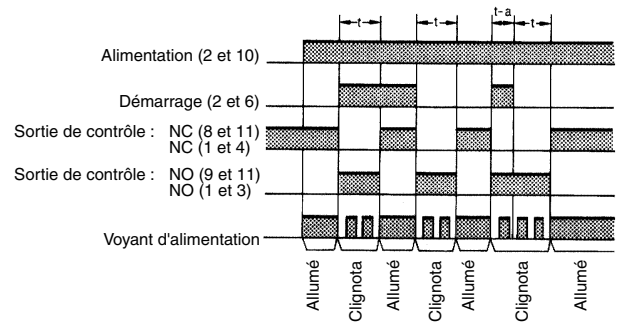 t t t-a t
Alimentation (2 et 10)
Démarrage (2 et 6)
Sortie de contrôle : NC (8 et 11)
NC (1 et 4)
Sortie de contrôle : NO (9 et 11)
NO (1 et 3)
Voyant d'alimentation
Allumé
Clignota
Allumé
Clignota
Allumé
Clignota
Allumé